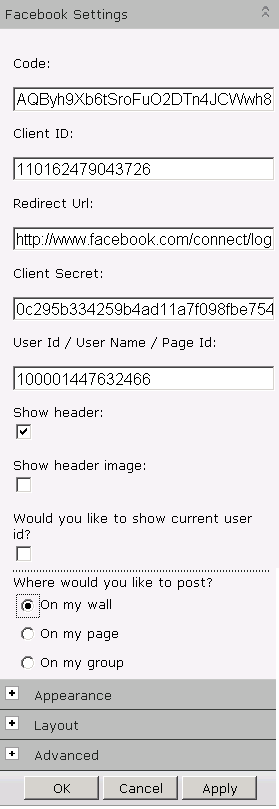 Facebook Settings
Code:
AQByh9Xb6tSroFuO2DTn4JCWwh8
Client ID:
110162479043726
Redirect Url:
http://www.facebook.com/connect/log
Client Secret:
0c295b334259b4ad11a7f098fbe754
User Id / User Name / Page Id:
100001447632466
Show header:
Show header image:
Would you like to show current user
id?
Where would you like to post?
On my wall
On my page
On my group
Appearance
Layout
Advanced
OK Cancel Apply